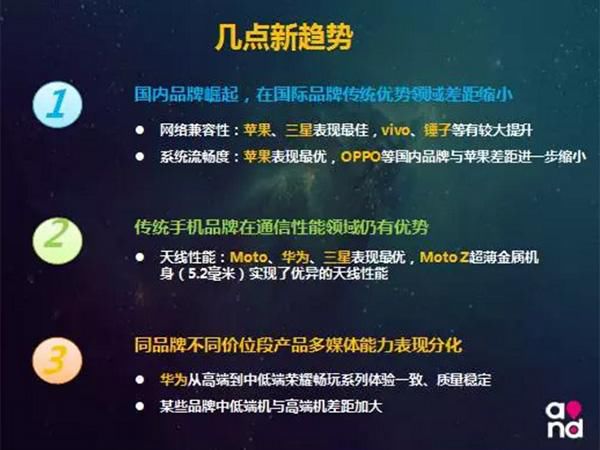 几点新趋势
1
国内品牌崛起，在国际品牌传统优势领域差距缩小
● 网络兼容性：苹果、三星表现最佳，vivo、锤子等有较大提升
● 系统流畅度：苹果表现最优，OPPO等国内品牌与苹果差距进一步缩小
2
传统手机品牌在通信性能领域仍有优势
● 天线性能：Moto、华为、三星表现最优，Moto Z超薄金属机
身（5.2毫米）实现了优异的天线性能
3
同品牌不同价位段产品多媒体能力表现分化
● 华为从高端到中低端荣耀畅玩系列体验一致、质量稳定
● 某些品牌中低端机与高端机差距加大
a
nd